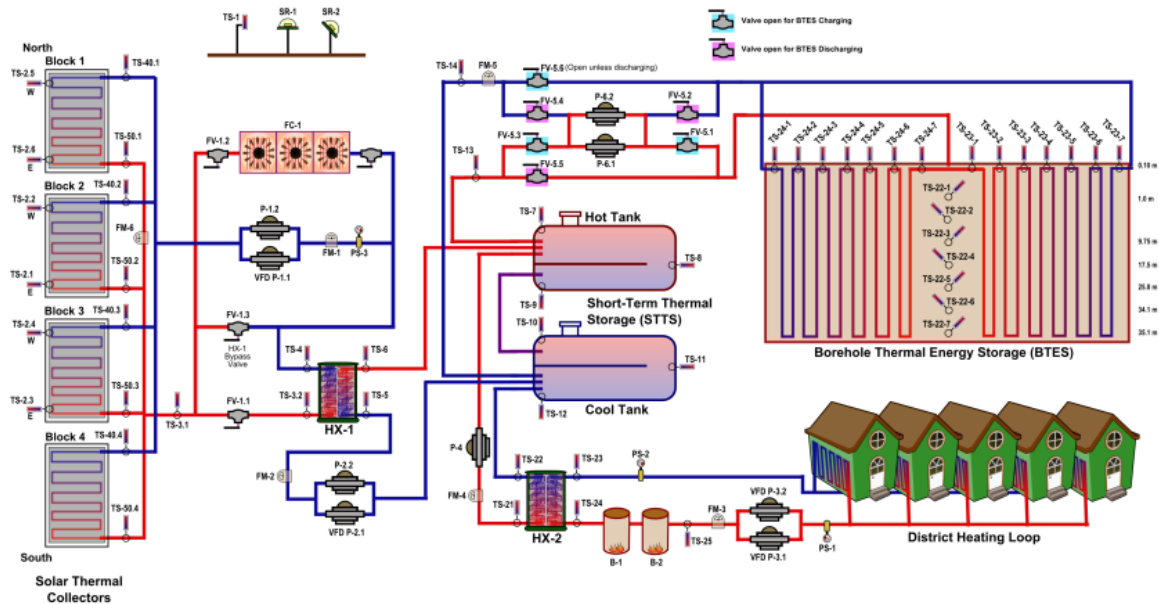 TS-1
SR-1
SR-2
Valve open for BTES Charging
Valve open for BTES Discharging
North
Block 1
TS-40.1
TS-2.5
W
TS-2.6
E
TS-50.1
Block 2
TS-40.2
TS-2.2
W
FM-6
TS-2.1
E
TS-50.2
Block 3
TS-40.3
TS-2.4
W
TS-2.3
E
TS-50.3
Block 4
TS-40.4
TS-50.4
South
Solar Thermal
Collectors
TS-3.1
FV-1.2
FC-1
P-1.2
VFD P-1.1
FM-1
PS-3
FV-1.3
HX-1
Bypass
Valve
FV-1.1
TS-4
TS-6
TS-3.2
TS-5
HX-1
FM-2
P-2.2
VFD P-2.1
TS-14
FM-5
FV-5.6
(Open unless discharging)
FV-5.4
P-6.2
FV-5.2
FV-5.3
P-6.1
FV-5.1
TS-13
FV-5.5
TS-7
Hot Tank
TS-8
TS-9
Short-Term Thermal
Storage (STTS)
TS-10
TS-11
TS-12
Cool Tank
TS-24-1
TS-24-2
TS-24-3
TS-24-4
TS-24-5
TS-24-6
TS-24-7
TS-23-1
TS-23-2
TS-23-3
TS-23-4
TS-23-5
TS-23-6
TS-23-7
TS-22-1
TS-22-2
TS-22-3
TS-22-4
TS-22-5
TS-22-6
TS-22-7
0.10 m
1.0 m
9.75 m
17.5 m
25.8 m
34.1 m
35.1 m
Borehole Thermal Energy Storage (BTES)
P-4
FM-4
TS-22
TS-23
TS-21
TS-24
HX-2
PS-2
B-1
B-2
TS-25
FM-3
VFD P-3.2
VFD P-3.1
PS-1
District Heating Loop